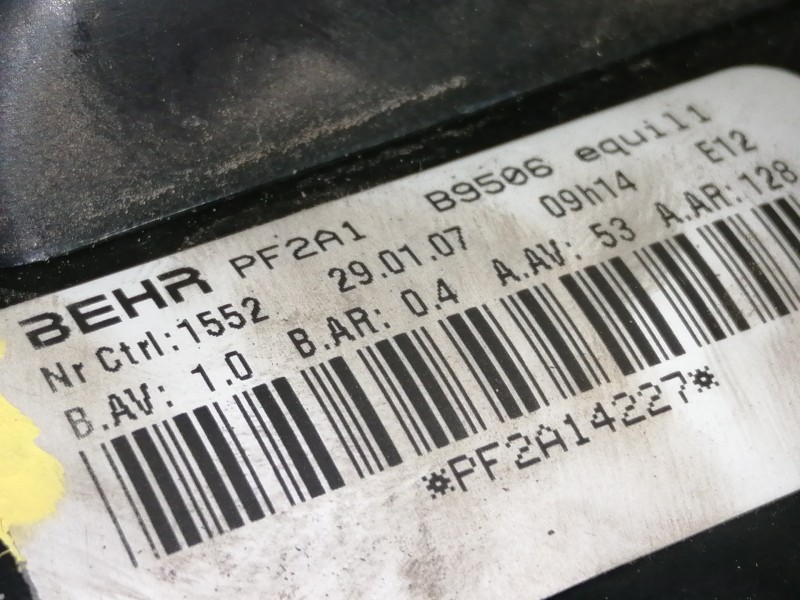 BEHR PF2A1 B9506 equil1
Nr Ctrl:1552 29.01.07 09h14 E12
B.AV: 1.0 B.AR: 0.4 A.AV: 53 A.AR:128
*PF2A14227*